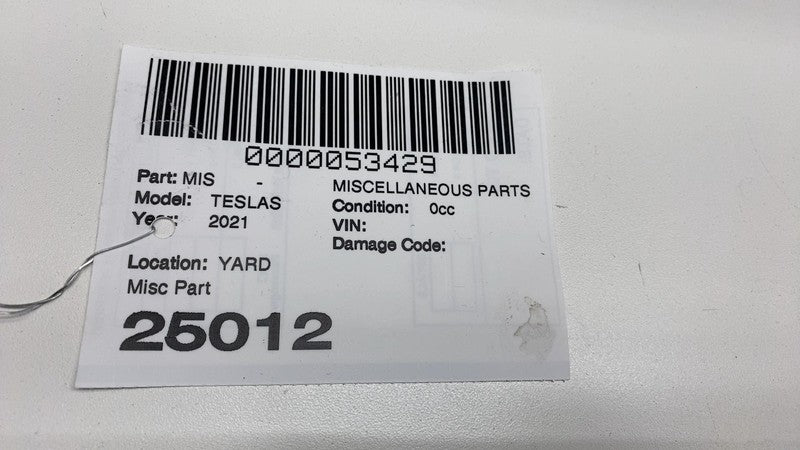 0000053429
Part: MIS - MISCELLANEOUS PARTS
Model: TESLAS Condition: 0cc
Year: 2021 VIN:
Damage Code:
Location: YARD
Misc Part
25012